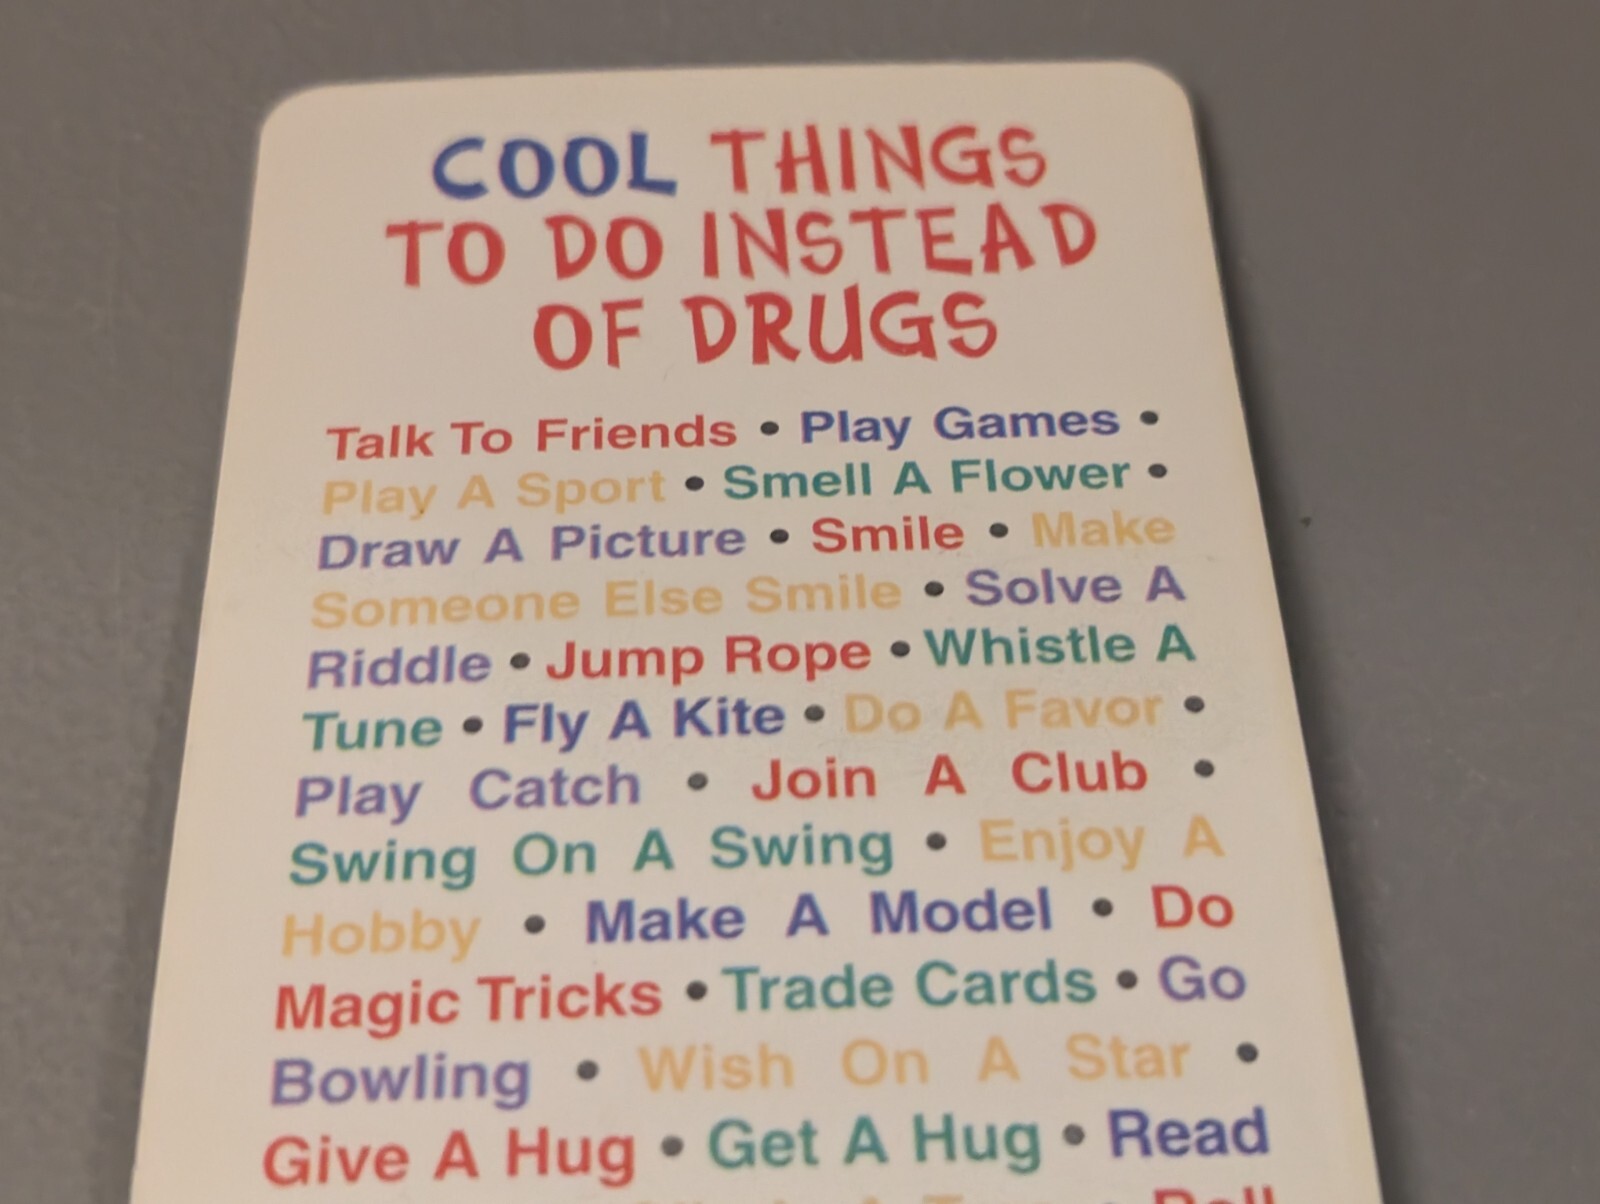 COOL THINGS
TO DO INSTEAD
OF DRUGS
Talk To Friends • Play Games •
Play A Sport • Smell A Flower •
Draw A Picture • Smile • Make
Someone Else Smile • Solve A
Riddle • Jump Rope • Whistle A
Tune • Fly A Kite • Do A Favor •
Play Catch • Join A Club •
Swing On A Swing • Enjoy A
Hobby • Make A Model • Do
Magic Tricks • Trade Cards • Go
Bowling • Wish On A Star •
Give A Hug • Get A Hug • Read